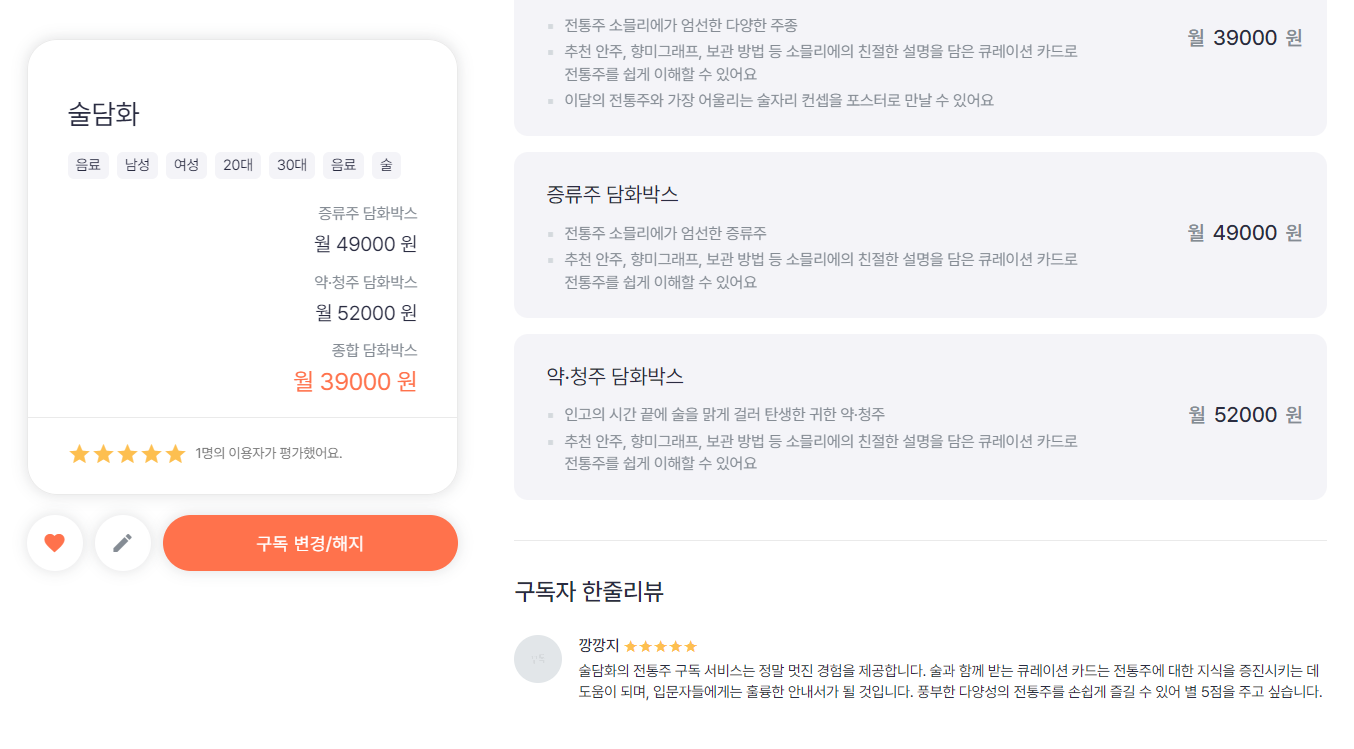 술담화
음료 남성 여성 20대 30대 음료 술
증류주 담화박스
월 49000 원
약·청주 담화박스
월 52000 원
종합 담화박스
월 39000 원
1명의 이용자가 평가했어요.
구독 변경/해지
전통주 소믈리에가 엄선한 다양한 주종
추천 안주, 향미그래프, 보관 방법 등 소믈리에의 친절한 설명을 담은 큐레이션 카드로
전통주를 쉽게 이해할 수 있어요
이달의 전통주와 가장 어울리는 술자리 컨셉을 포스터로 만날 수 있어요
월 39000 원
증류주 담화박스
전통주 소믈리에가 엄선한 증류주
추천 안주, 향미그래프, 보관 방법 등 소믈리에의 친절한 설명을 담은 큐레이션 카드로
전통주를 쉽게 이해할 수 있어요
월 49000 원
약·청주 담화박스
인고의 시간 끝에 술을 맑게 걸러 탄생한 귀한 약·청주
추천 안주, 향미그래프, 보관 방법 등 소믈리에의 친절한 설명을 담은 큐레이션 카드로
전통주를 쉽게 이해할 수 있어요
월 52000 원
구독자 한줄리뷰
깡깡지
술담화의 전통주 구독 서비스는 정말 멋진 경험을 제공합니다. 술과 함께 받는 큐레이션 카드는 전통주에 대한 지식을 증진시키는 데
도움이 되며, 입문자들에게는 훌륭한 안내서가 될 것입니다. 풍부한 다양성의 전통주를 손쉽게 즐길 수 있어 별 5점을 주고 싶습니다.